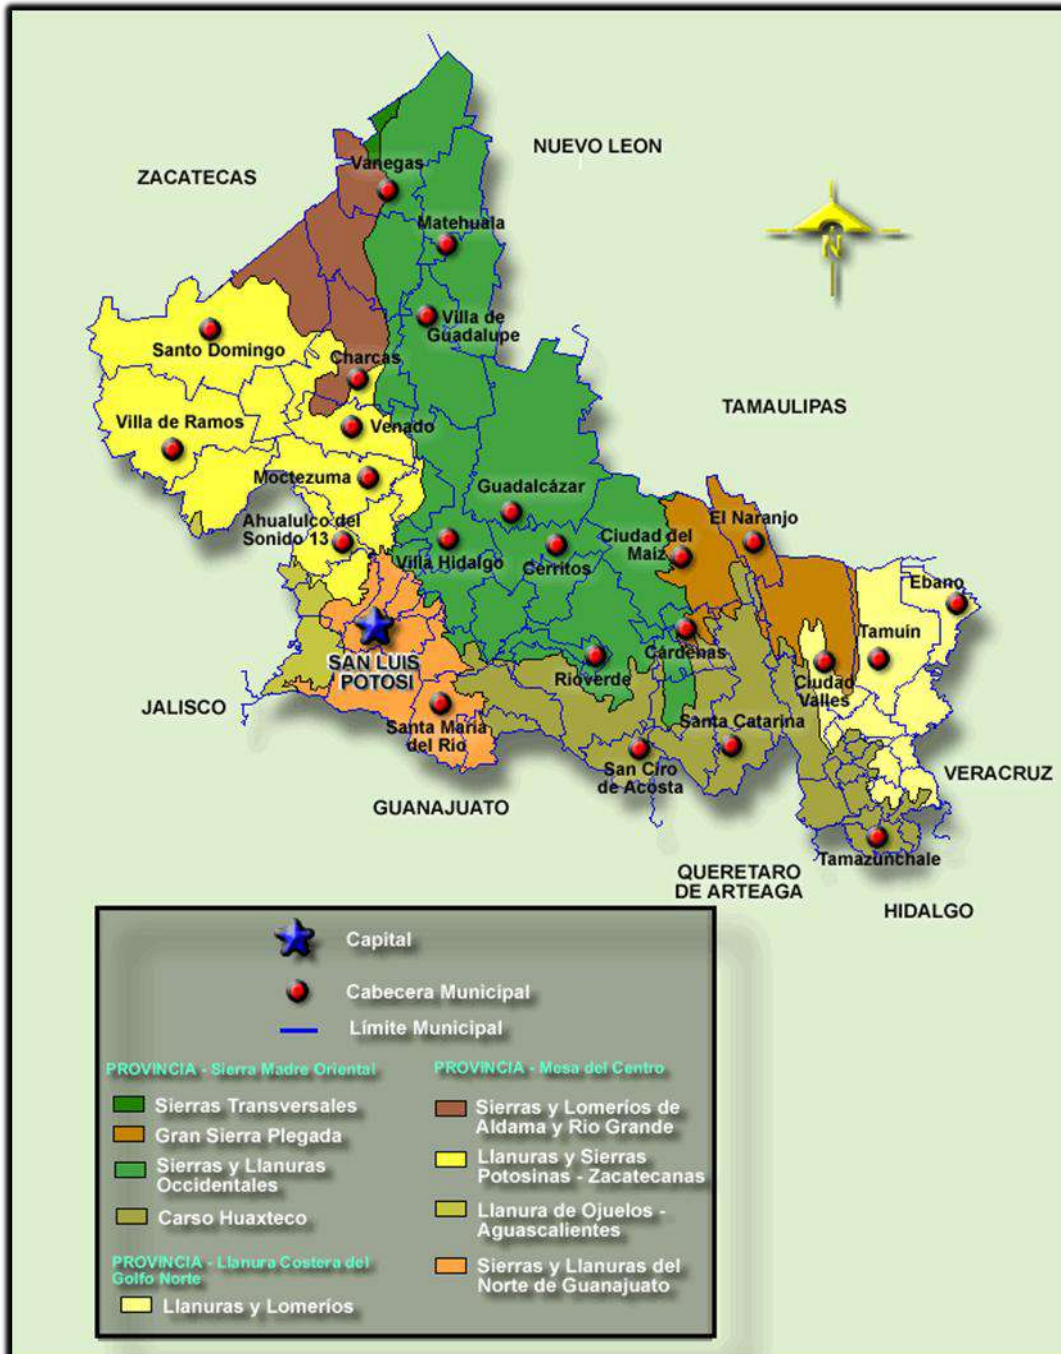 NUEVO LEON
ZACATECAS
Vanegas
Matehuala
N
Villa de
Guadalupe
Santo Domingo
Charcas
TAMAULIPAS
Villa de Ramos
Venado
Moctezuma
Guadalcázar
Ahualulco del
Sonido 13
El Naranjo
Ciudad del
Maíz
Villa Hidalgo
Cerritos
Ebano
Tamuín
Cárdenas
SAN LUIS
POTOSI
Rioverde
Ciudad
Valles
JALISCO
Santa María
del Río
Santa Catarina
San Ciro
de Acosta
VERACRUZ
GUANAJUATO
Tamazunchale
QUERETARO
DE ARTEAGA
HIDALGO
Capital
Cabecera Municipal
Límite Municipal
PROVINCIA - Sierra Madre Oriental
Sierras Transversales
Gran Sierra Plegada
Sierras y Llanuras
Occidentales
Carso Huaxteco
PROVINCIA - Llanura Costera del
Golfo Norte
Llanuras y Lomeríos
PROVINCIA - Mesa del Centro
Sierras y Lomeríos de
Aldama y Rio Grande
Llanuras y Sierras
Potosinas - Zacatecanas
Llanura de Ojuelos -
Aguascalientes
Sierras y Llanuras del
Norte de Guanajuato